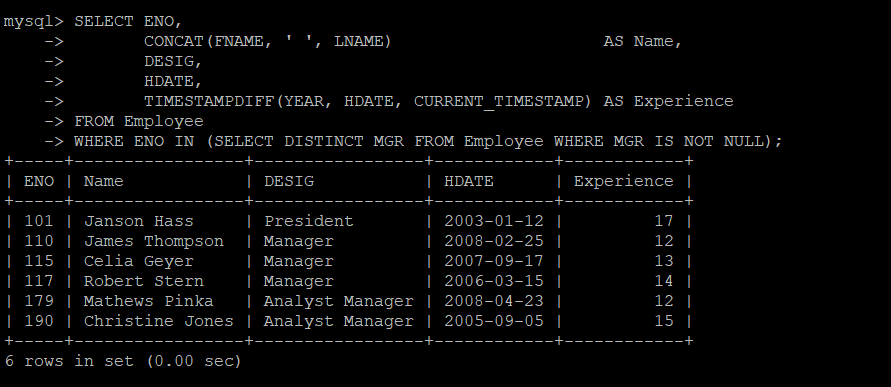 mysql> SELECT ENO,
    ->        CONCAT(FNAME, ' ', LNAME)                     AS Name,
    ->        DESIG,
    ->        HDATE,
    ->        TIMESTAMPDIFF(YEAR, HDATE, CURRENT_TIMESTAMP) AS Experience
    -> FROM Employee
    -> WHERE ENO IN (SELECT DISTINCT MGR FROM Employee WHERE MGR IS NOT NULL);
+-----+-----------------+-----------------+------------+------------+
| ENO | Name            | DESIG           | HDATE      | Experience |
+-----+-----------------+-----------------+------------+------------+
| 101 | Janson Hass     | President       | 2003-01-12 |         17 |
| 110 | James Thompson  | Manager         | 2008-02-25 |         12 |
| 115 | Celia Geyer     | Manager         | 2007-09-17 |         13 |
| 117 | Robert Stern    | Manager         | 2006-03-15 |         14 |
| 179 | Mathews Pinka   | Analyst Manager | 2008-04-23 |         12 |
| 190 | Christine Jones | Analyst Manager | 2005-09-05 |         15 |
+-----+-----------------+-----------------+------------+------------+
6 rows in set (0.00 sec)